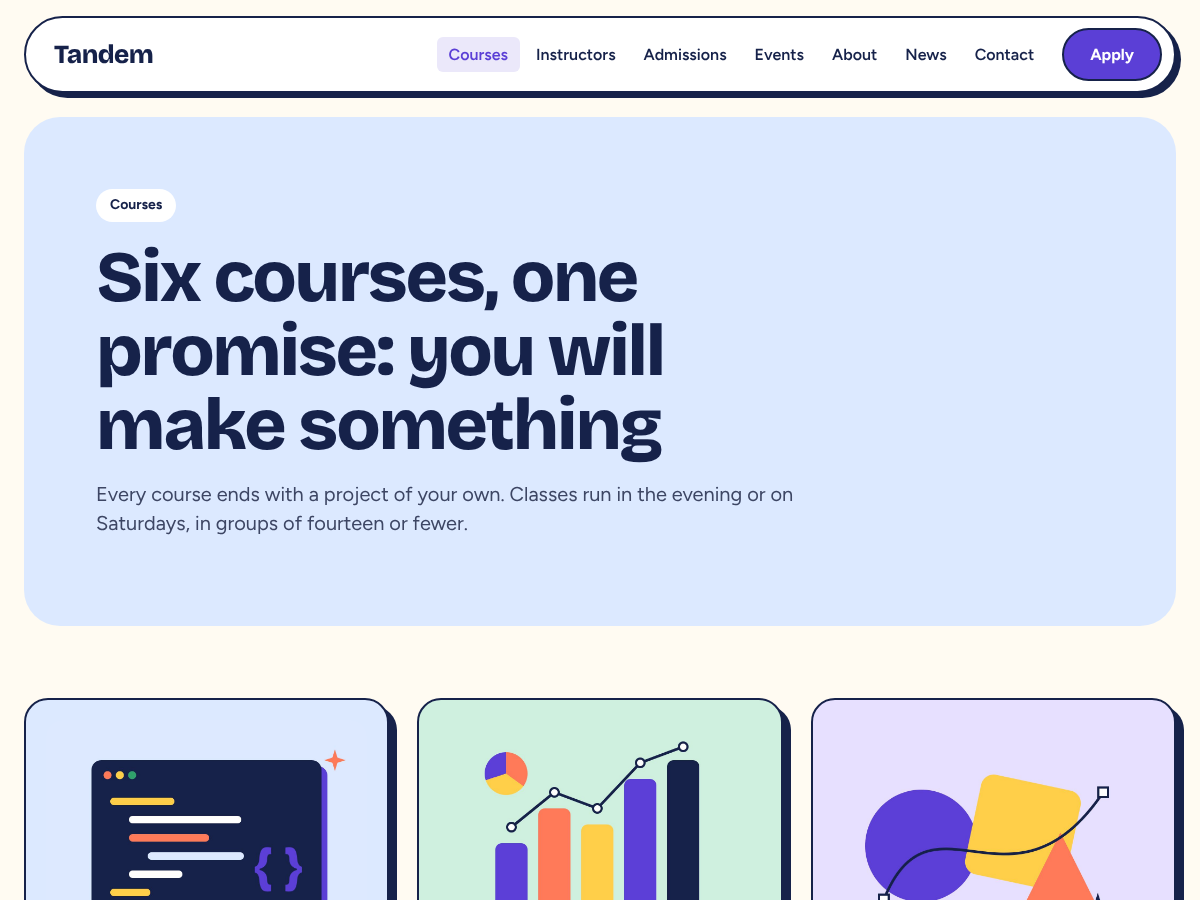 Tandem
Courses Instructors Admissions Events About News Contact Apply
Courses
Six courses, one
promise: you will
make something
Every course ends with a project of your own. Classes run in the evening or on
Saturdays, in groups of fourteen or fewer.
{ }